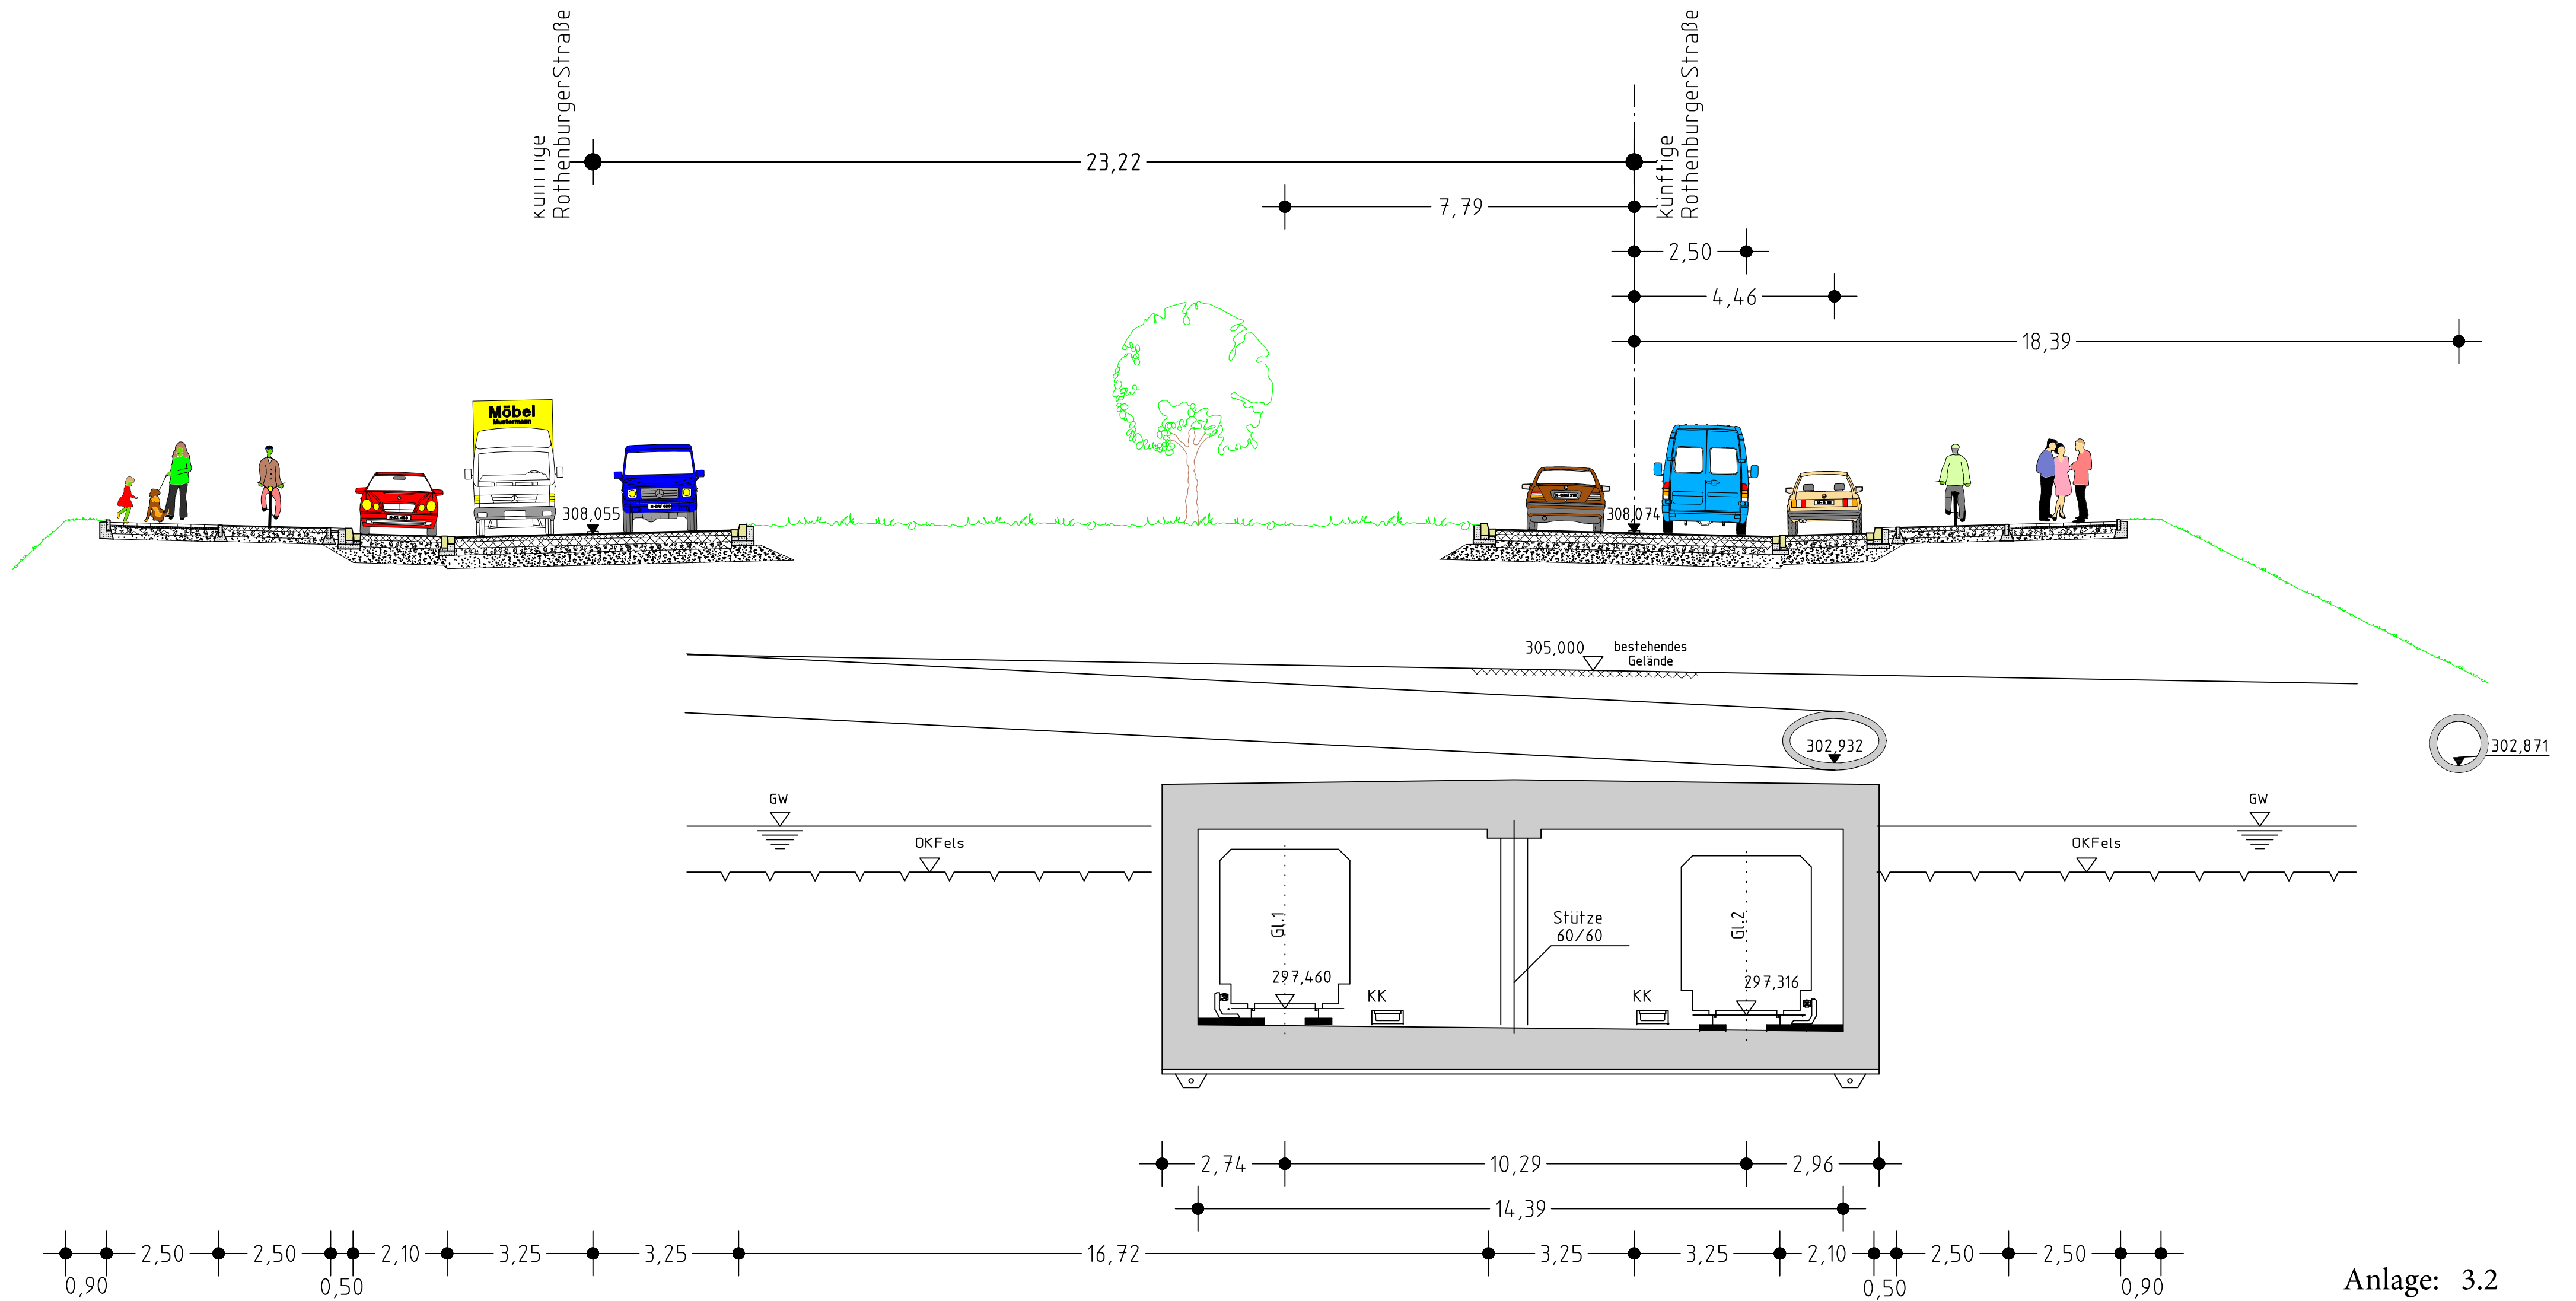 künftige
RothenburgerStraße
künftige
RothenburgerStraße
23,22
7,79
2,50
4,46
18,39
Möbel
Mustermann
308,055
308,074
305,000
bestehendes
Gelände
302,932
302,871
GW
GW
OKFels
OKFels
Gl.1
Stütze
60/60
Gl.2
297,460
297,316
KK
KK
2,74
10,29
2,96
14,39
2,50
2,50
2,10
3,25
3,25
16,72
3,25
3,25
2,10
2,50
2,50
0,90
0,50
0,50
0,90
Anlage: 3.2